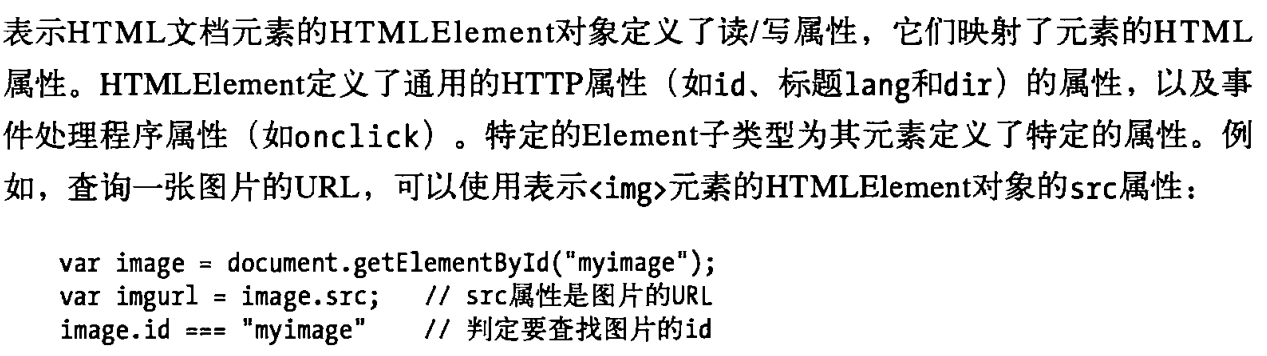 表示HTML文档元素的HTMLElement对象定义了读/写属性，它们映射了元素的HTML
属性。HTMLElement定义了通用的HTTP属性（如id、标题lang和dir）的属性，以及事
件处理程序属性（如onclick）。特定的Element子类型为其元素定义了特定的属性。例
如，查询一张图片的URL，可以使用表示<img>元素的HTMLElement对象的src属性：
var image = document.getElementById("myimage");
var imgurl = image.src;   // src属性是图片的URL
image.id === "myimage"    // 判定要查找图片的id